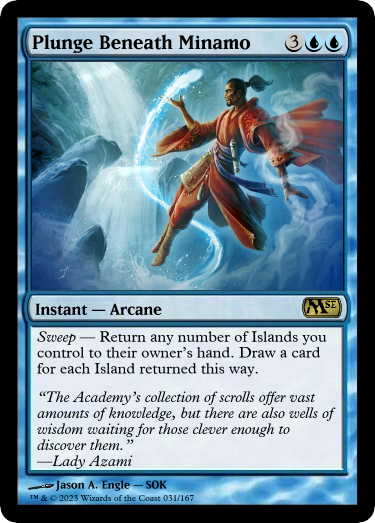 Plunge Beneath Minamo 3
Instant — Arcane M SE
Sweep — Return any number of Islands you
control to their owner's hand. Draw a card
for each Island returned this way.
"The Academy's collection of scrolls offer vast
amounts of knowledge, but there are also wells of
wisdom waiting for those clever enough to
discover them."
—Lady Azami
Jason A. Engle — SOK
™ & © 2023 Wizards of the Coast 031/167